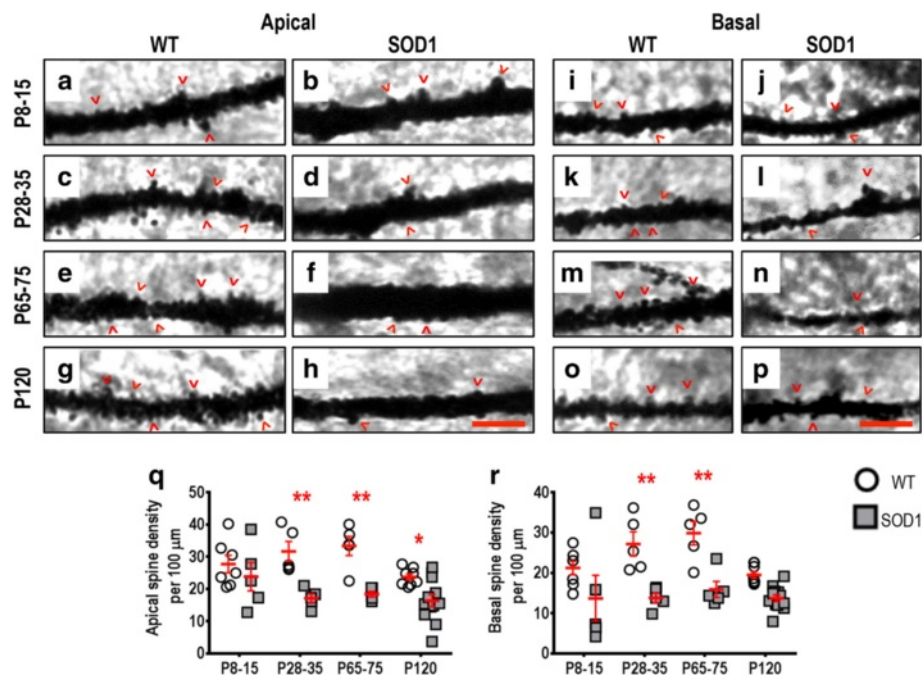 Apical Basal
WT SOD1 WT SOD1
P8-15 a b i j
P28-35 c d k l
P65-75 e f m n
P120 g h o p
q
Apical spine density
per 100 µm
50
40
30
20
10
0
** ** *
P8-15 P28-35 P65-75 P120
r
Basal spine density
per 100 µm
40
30
20
10
0
** **
P8-15 P28-35 P65-75 P120
WT
SOD1